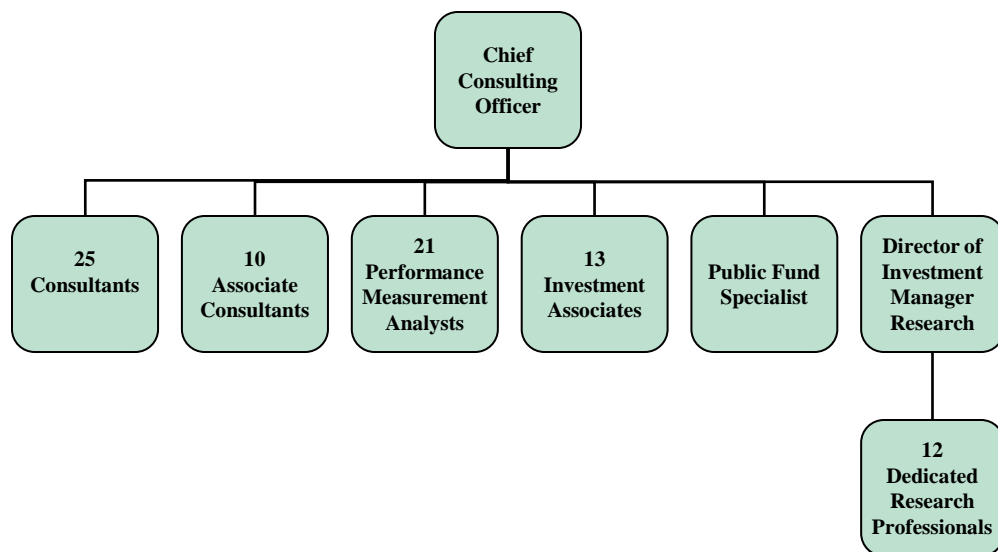 Chief
Consulting
Officer
25
Consultants
10
Associate
Consultants
21
Performance
Measurement
Analysts
13
Investment
Associates
Public Fund
Specialist
Director of
Investment
Manager
Research
12
Dedicated
Research
Professionals